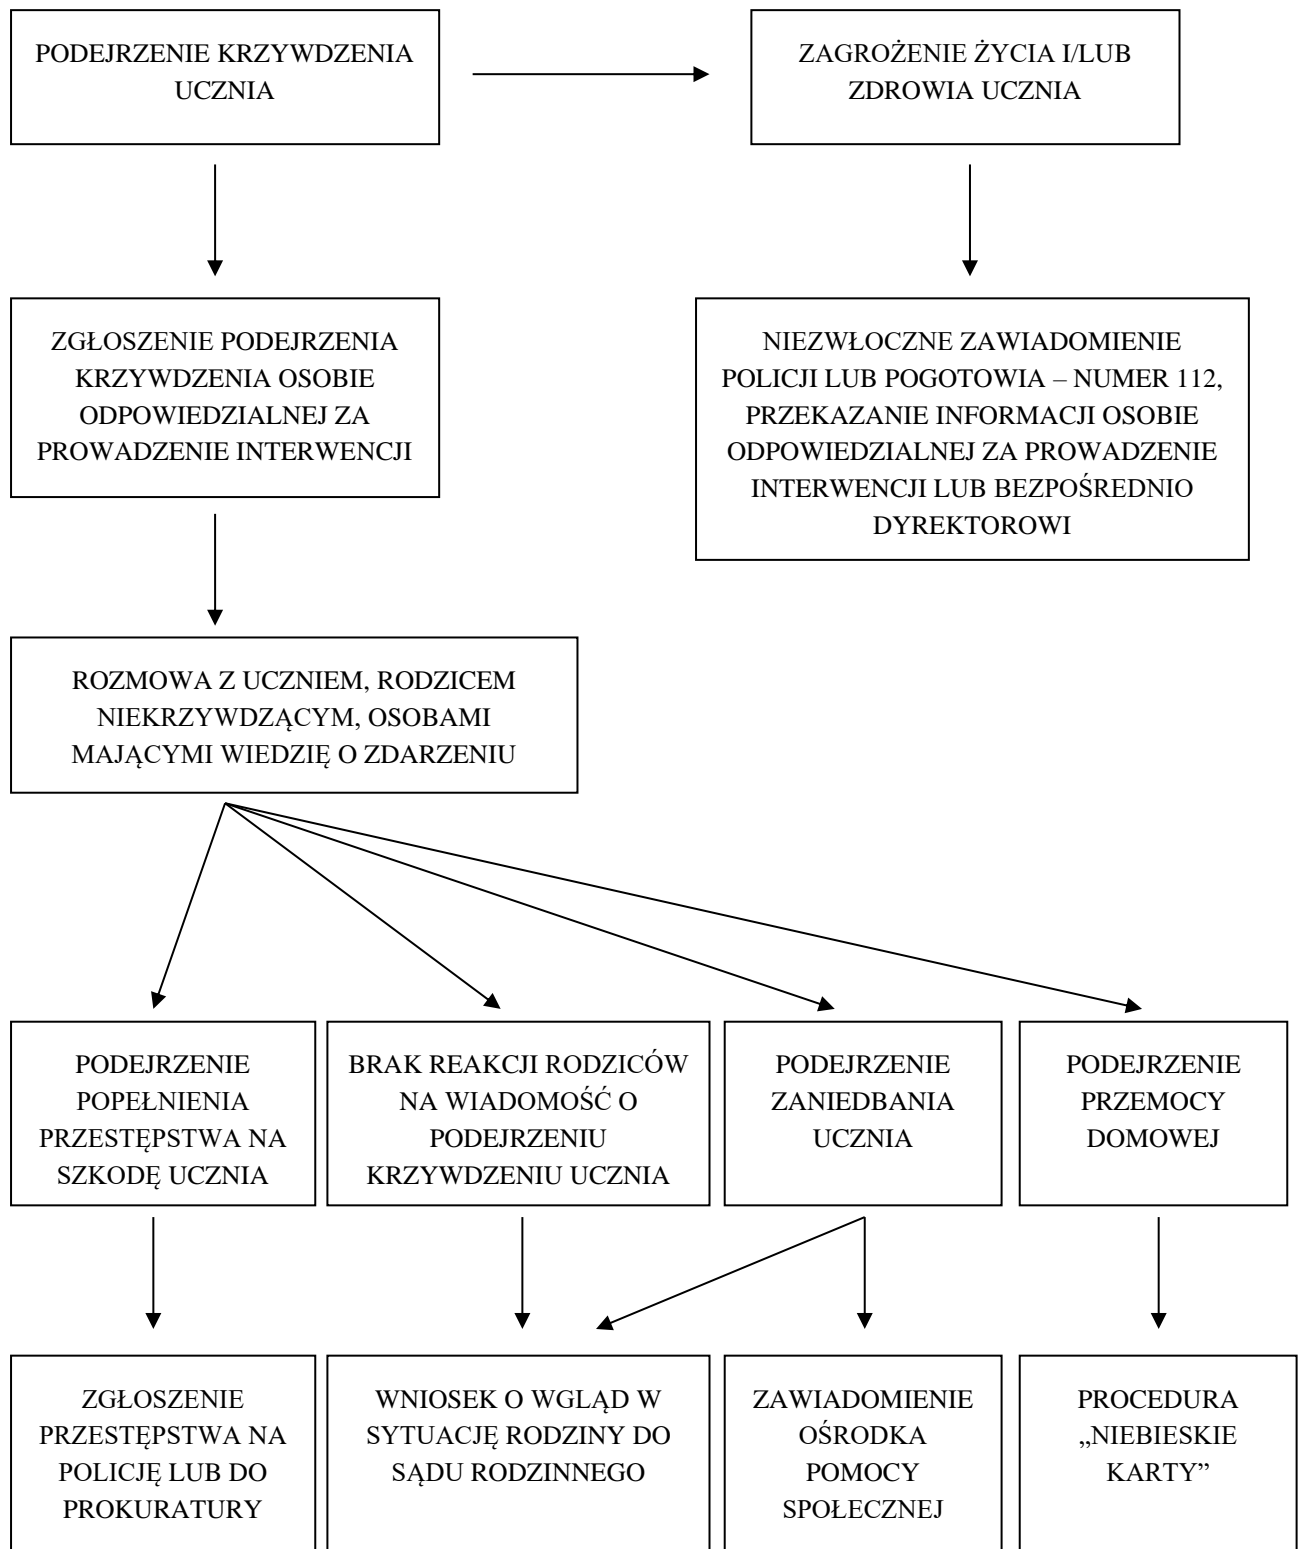 PODEJRZENIE KRZYWDZENIA
UCZNIA
ZAGROŻENIE ŻYCIA I/LUB
ZDROWIA UCZNIA
ZGŁOSZENIE PODEJRZENIA
KRZYWDZENIA OSOBIE
ODPOWIEDZIALNEJ ZA
PROWADZENIE INTERWENCJI
NIEZWŁOCZNE ZAWIADOMIENIE
POLICJI LUB POGOTOWIA – NUMER 112,
PRZEKAZANIE INFORMACJI OSOBIE
ODPOWIEDZIALNEJ ZA PROWADZENIE
INTERWENCJI LUB BEZPOŚREDNIO
DYREKTOROWI
ROZMOWA Z UCZNIEM, RODZICEM
NIEKRZYWDZĄCYM, OSOBAMI
MAJĄCYMI WIEDZIĘ O ZDARZENIU
PODEJRZENIE
POPEŁNIENIA
PRZESTĘPSTWA NA
SZKODĘ UCZNIA
BRAK REAKCJI RODZICÓW
NA WIADOMOŚĆ O
PODEJRZENIU
KRZYWDZENIU UCZNIA
PODEJRZENIE
ZANIEDBANIA
UCZNIA
PODEJRZENIE
PRZEMOCY
DOMOWEJ
ZGŁOSZENIE
PRZESTĘPSTWA NA
POLICJĘ LUB DO
PROKURATURY
WNIOSEK O WGLĄD W
SYTUACJĘ RODZINY DO
SĄDU RODZINNEGO
ZAWIADOMIENIE
OŚRODKA
POMOCY
SPOŁECZNEJ
PROCEDURA
„NIEBIESKIE
KARTY”